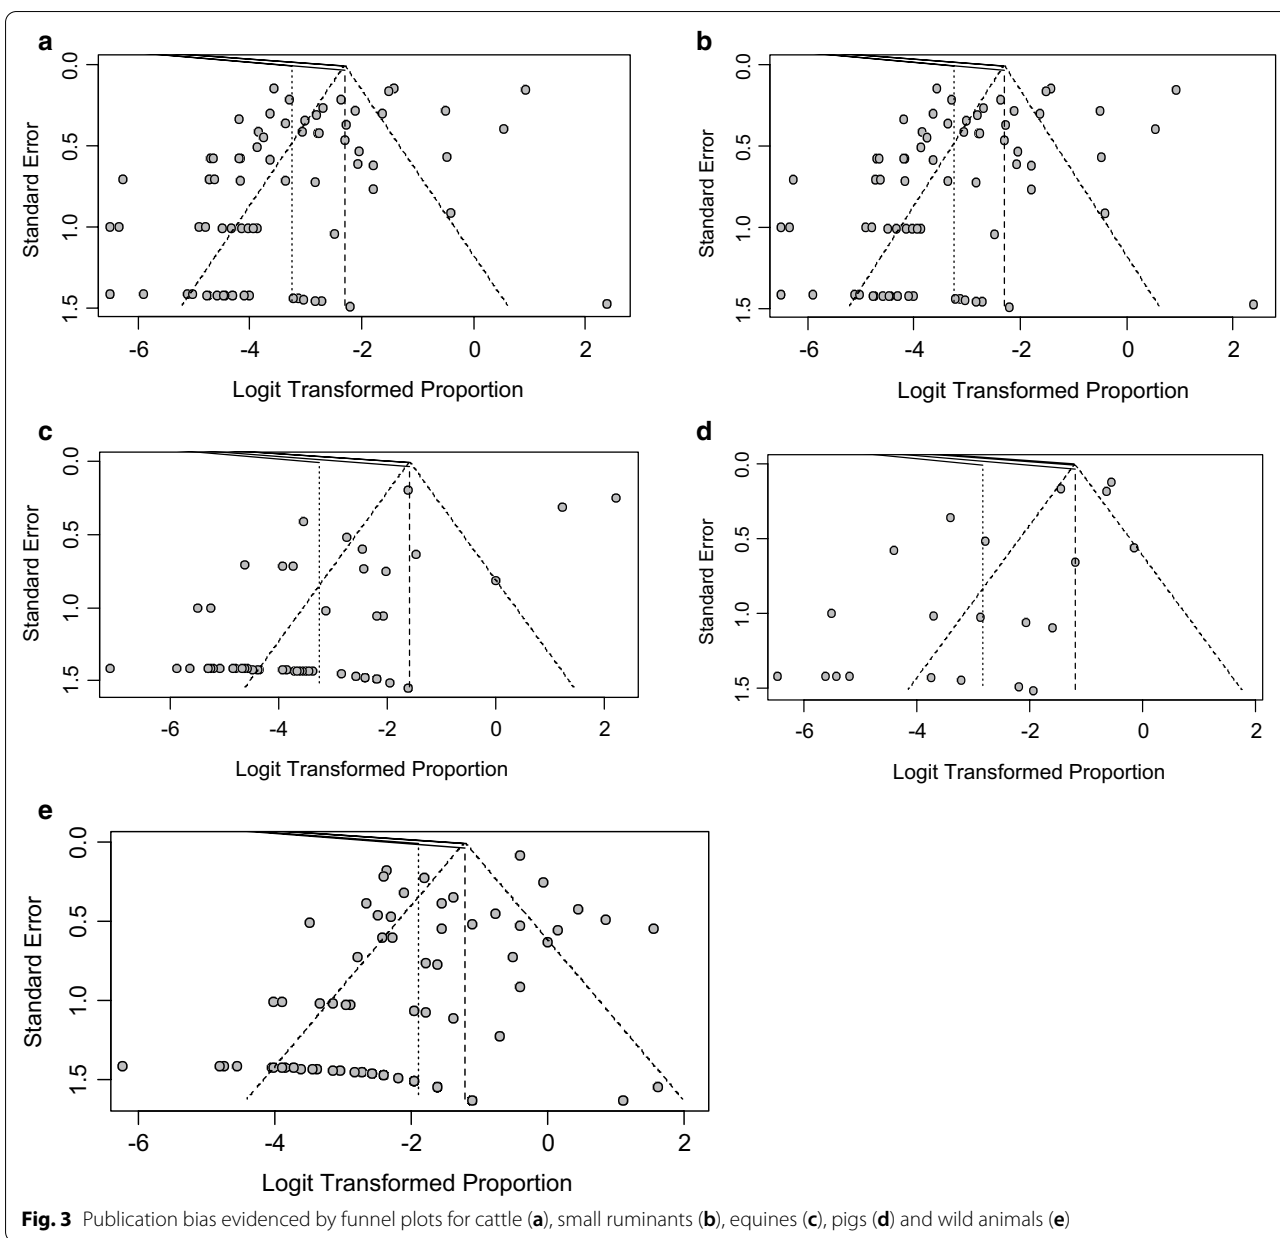 a
0.0
0.5
1.0
1.5
Standard Error
-6 -4 -2 0 2
Logit Transformed Proportion
b
0.0
0.5
1.0
1.5
Standard Error
-6 -4 -2 0 2
Logit Transformed Proportion
c
0.0
0.5
1.0
1.5
Standard Error
-6 -4 -2 0 2
Logit Transformed Proportion
d
0.0
0.5
1.0
1.5
Standard Error
-6 -4 -2 0 2
Logit Transformed Proportion
e
0.0
0.5
1.0
1.5
Standard Error
-6 -4 -2 0 2
Logit Transformed Proportion
Fig. 3 Publication bias evidenced by funnel plots for cattle (a), small ruminants (b), equines (c), pigs (d) and wild animals (e)